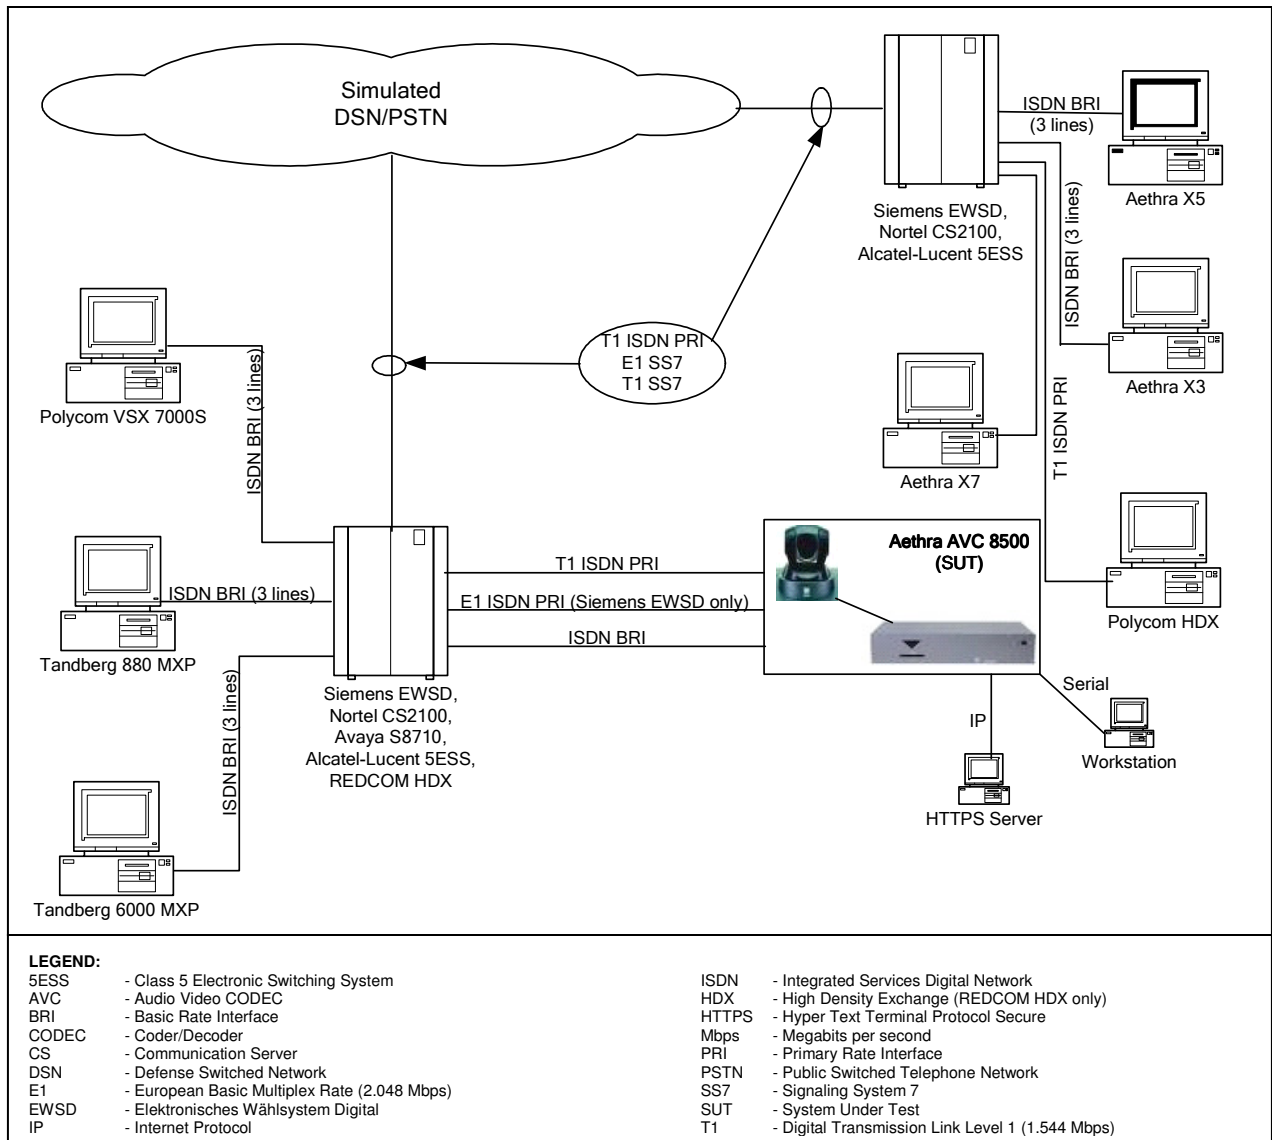 Simulated
DSN/PSTN
ISDN BRI
(3 lines)
Aethra X5
Siemens EWSD,
Nortel CS2100,
Alcatel-Lucent 5ESS
ISDN BRI (3 lines)
Aethra X3
T1 ISDN PRI
E1 SS7
T1 SS7
Polycom VSX 7000S
ISDN BRI (3 lines)
Aethra X7
T1 ISDN PRI
Aethra AVC 8500
(SUT)
T1 ISDN PRI
ISDN BRI (3 lines)
E1 ISDN PRI (Siemens EWSD only)
ISDN BRI
Polycom HDX
Tandberg 880 MXP
Siemens EWSD,
Nortel CS2100,
Avaya S8710,
Alcatel-Lucent 5ESS,
REDCOM HDX
ISDN BRI (3 lines)
Serial
IP
Workstation
HTTPS Server
Tandberg 6000 MXP
LEGEND:
5ESS - Class 5 Electronic Switching System
AVC - Audio Video CODEC
BRI - Basic Rate Interface
CODEC - Coder/Decoder
CS - Communication Server
DSN - Defense Switched Network
E1 - European Basic Multiplex Rate (2.048 Mbps)
EWSD - Elektronisches Wählsystem Digital
IP - Internet Protocol
ISDN - Integrated Services Digital Network
HDX - High Density Exchange (REDCOM HDX only)
HTTPS - Hyper Text Terminal Protocol Secure
Mbps - Megabits per second
PRI - Primary Rate Interface
PSTN - Public Switched Telephone Network
SS7 - Signaling System 7
SUT - System Under Test
T1 - Digital Transmission Link Level 1 (1.544 Mbps)